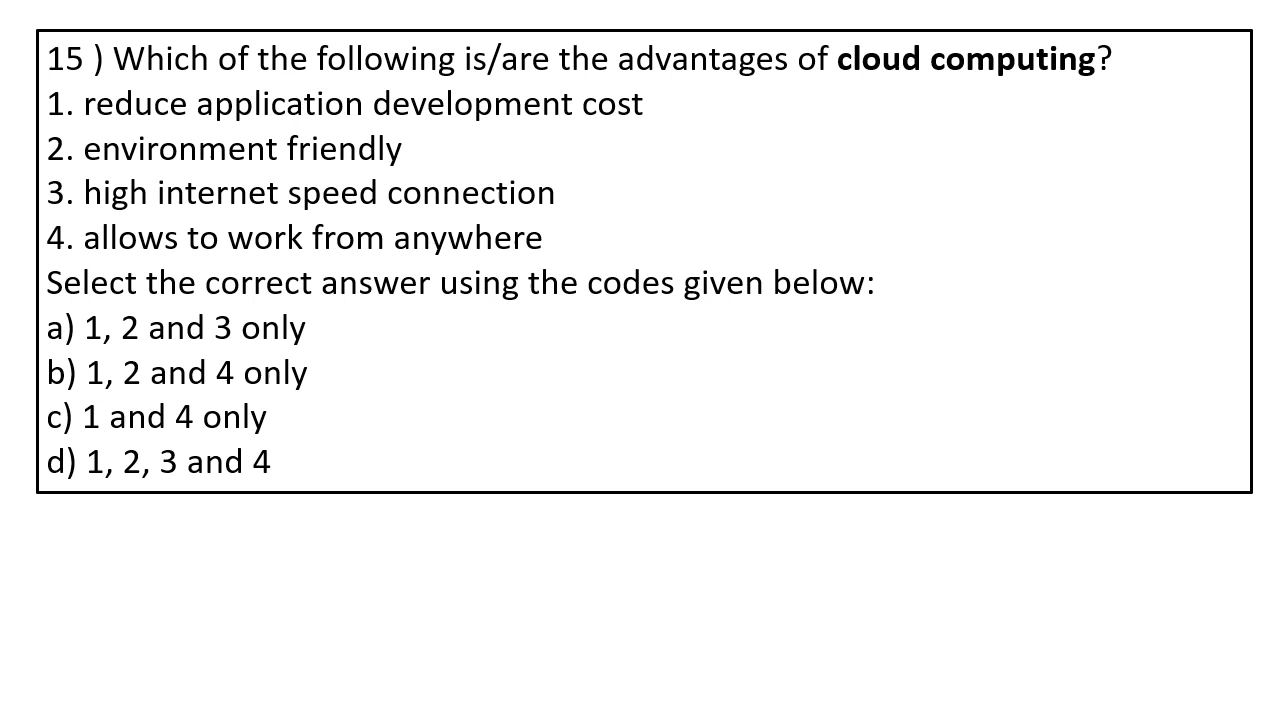 15 ) Which of the following is/are the advantages of cloud computing?
1. reduce application development cost
2. environment friendly
3. high internet speed connection
4. allows to work from anywhere
Select the correct answer using the codes given below:
a) 1, 2 and 3 only
b) 1, 2 and 4 only
c) 1 and 4 only
d) 1, 2, 3 and 4